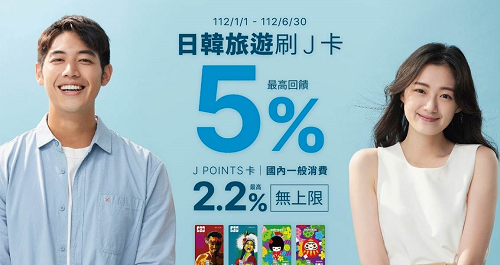 112/1/1 - 112/6/30
日韓旅遊刷J卡
最高回饋
5%
J POINTS卡｜國內一般消費
2.2% 最高 無上限